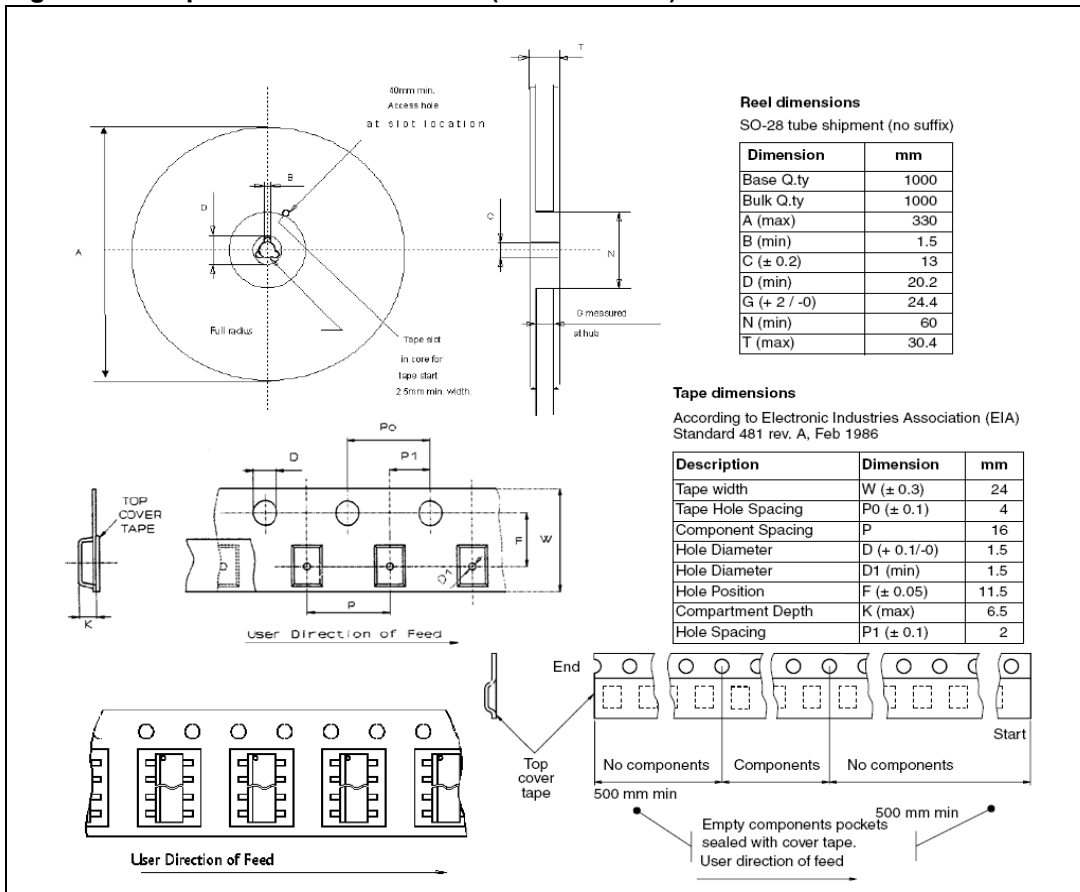 T
40mm min.
Access hole
at slot location
B
D
C
A
N
Full radius
G measured
at hub
Tape slot
in core for
tape start
2.5mm min. width.
Reel dimensions
SO-28 tube shipment (no suffix)
Dimension mm
Base Q.ty 1000
Bulk Q.ty 1000
A (max) 330
B (min) 1.5
C (± 0.2) 13
D (min) 20.2
G (+ 2 / -0) 24.4
N (min) 60
T (max) 30.4
Tape dimensions
According to Electronic Industries Association (EIA)
Standard 481 rev. A, Feb 1986
Description Dimension mm
Tape width W (± 0.3) 24
Tape Hole Spacing P0 (± 0.1) 4
Component Spacing P 16
Hole Diameter D (+ 0.1/-0) 1.5
Hole Diameter D1 (min) 1.5
Hole Position F (± 0.05) 11.5
Compartment Depth K (max) 6.5
Hole Spacing P1 (± 0.1) 2
Po
D
P1
TOP
COVER
TAPE
F
W
D1
K
P
User Direction of Feed
End
Start
Top
cover
tape
No components
Components
No components
500 mm min
500 mm min
Empty components pockets
sealed with cover tape.
User direction of feed
User Direction of Feed